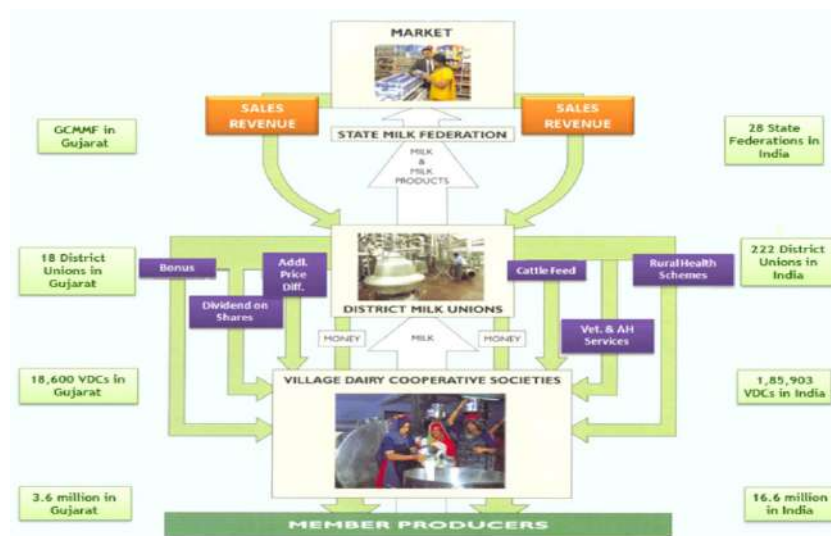 MARKET
SALES
REVENUE
SALES
REVENUE
GCMMF in
Gujarat
STATE MILK FEDERATION
28 State
Federations in
India
MILK
&
MILK
PRODUCTS
18 District
Unions in
Gujarat
Bonus
Addl.
Price
Diff.
Dividend on
Shares
Cattle Feed
Rural Health
Schemes
222 District
Unions in
India
DISTRICT MILK UNIONS
Vet. & AH
Services
MONEY
MILK
MONEY
18,600 VDCs in
Gujarat
VILLAGE DAIRY COOPERATIVE SOCIETIES
1,85,903
VDCs in India
3.6 million in
Gujarat
16.6 million
in India
MEMBER PRODUCERS